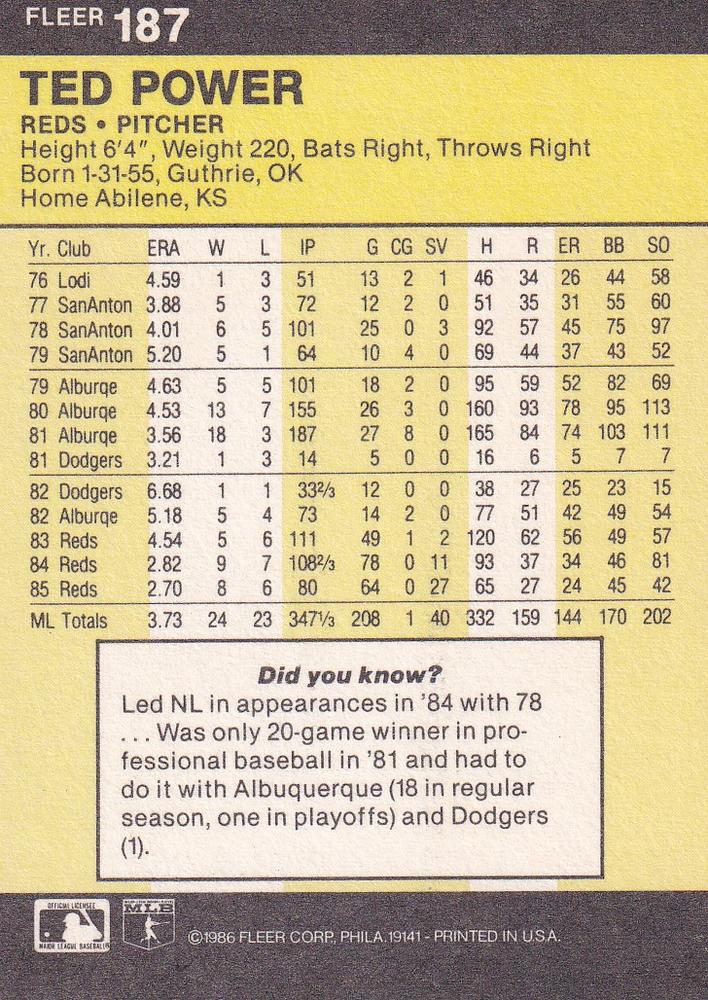 FLEER 187
TED POWER
REDS • PITCHER
Height 6'4", Weight 220, Bats Right, Throws Right
Born 1-31-55, Guthrie, OK
Home Abilene, KS
Yr. Club ERA W L IP G CG SV H R ER BB SO
76 Lodi 4.59 1 3 51 13 2 1 46 34 26 44 58
77 SanAnton 3.88 5 3 72 12 2 0 51 35 31 55 60
78 SanAnton 4.01 6 5 101 25 0 3 92 57 45 75 97
79 SanAnton 5.20 5 1 64 10 4 0 69 44 37 43 52
79 Alburqe 4.63 5 5 101 18 2 0 95 59 52 82 69
80 Alburqe 4.53 13 7 155 26 3 0 160 93 78 95 113
81 Alburqe 3.56 18 3 187 27 8 0 165 84 74 103 111
81 Dodgers 3.21 1 3 14 5 0 0 16 6 5 7 7
82 Dodgers 6.68 1 1 33⅔ 12 0 0 38 27 25 23 15
82 Alburqe 5.18 5 4 73 14 2 0 77 51 42 49 54
83 Reds 4.54 5 6 111 49 1 2 120 62 56 49 57
84 Reds 2.82 9 7 108⅔ 78 0 11 93 37 34 46 81
85 Reds 2.70 8 6 80 64 0 27 65 27 24 45 42
ML Totals 3.73 24 23 347⅓ 208 1 40 332 159 144 170 202
Did you know?
Led NL in appearances in '84 with 78
... Was only 20-game winner in pro-
fessional baseball in '81 and had to
do it with Albuquerque (18 in regular
season, one in playoffs) and Dodgers
(1).
OFFICIAL LICENSEE
MAJOR LEAGUE BASEBALL
MLB
©1986 FLEER CORP, PHILA.19141 - PRINTED IN U.S.A.